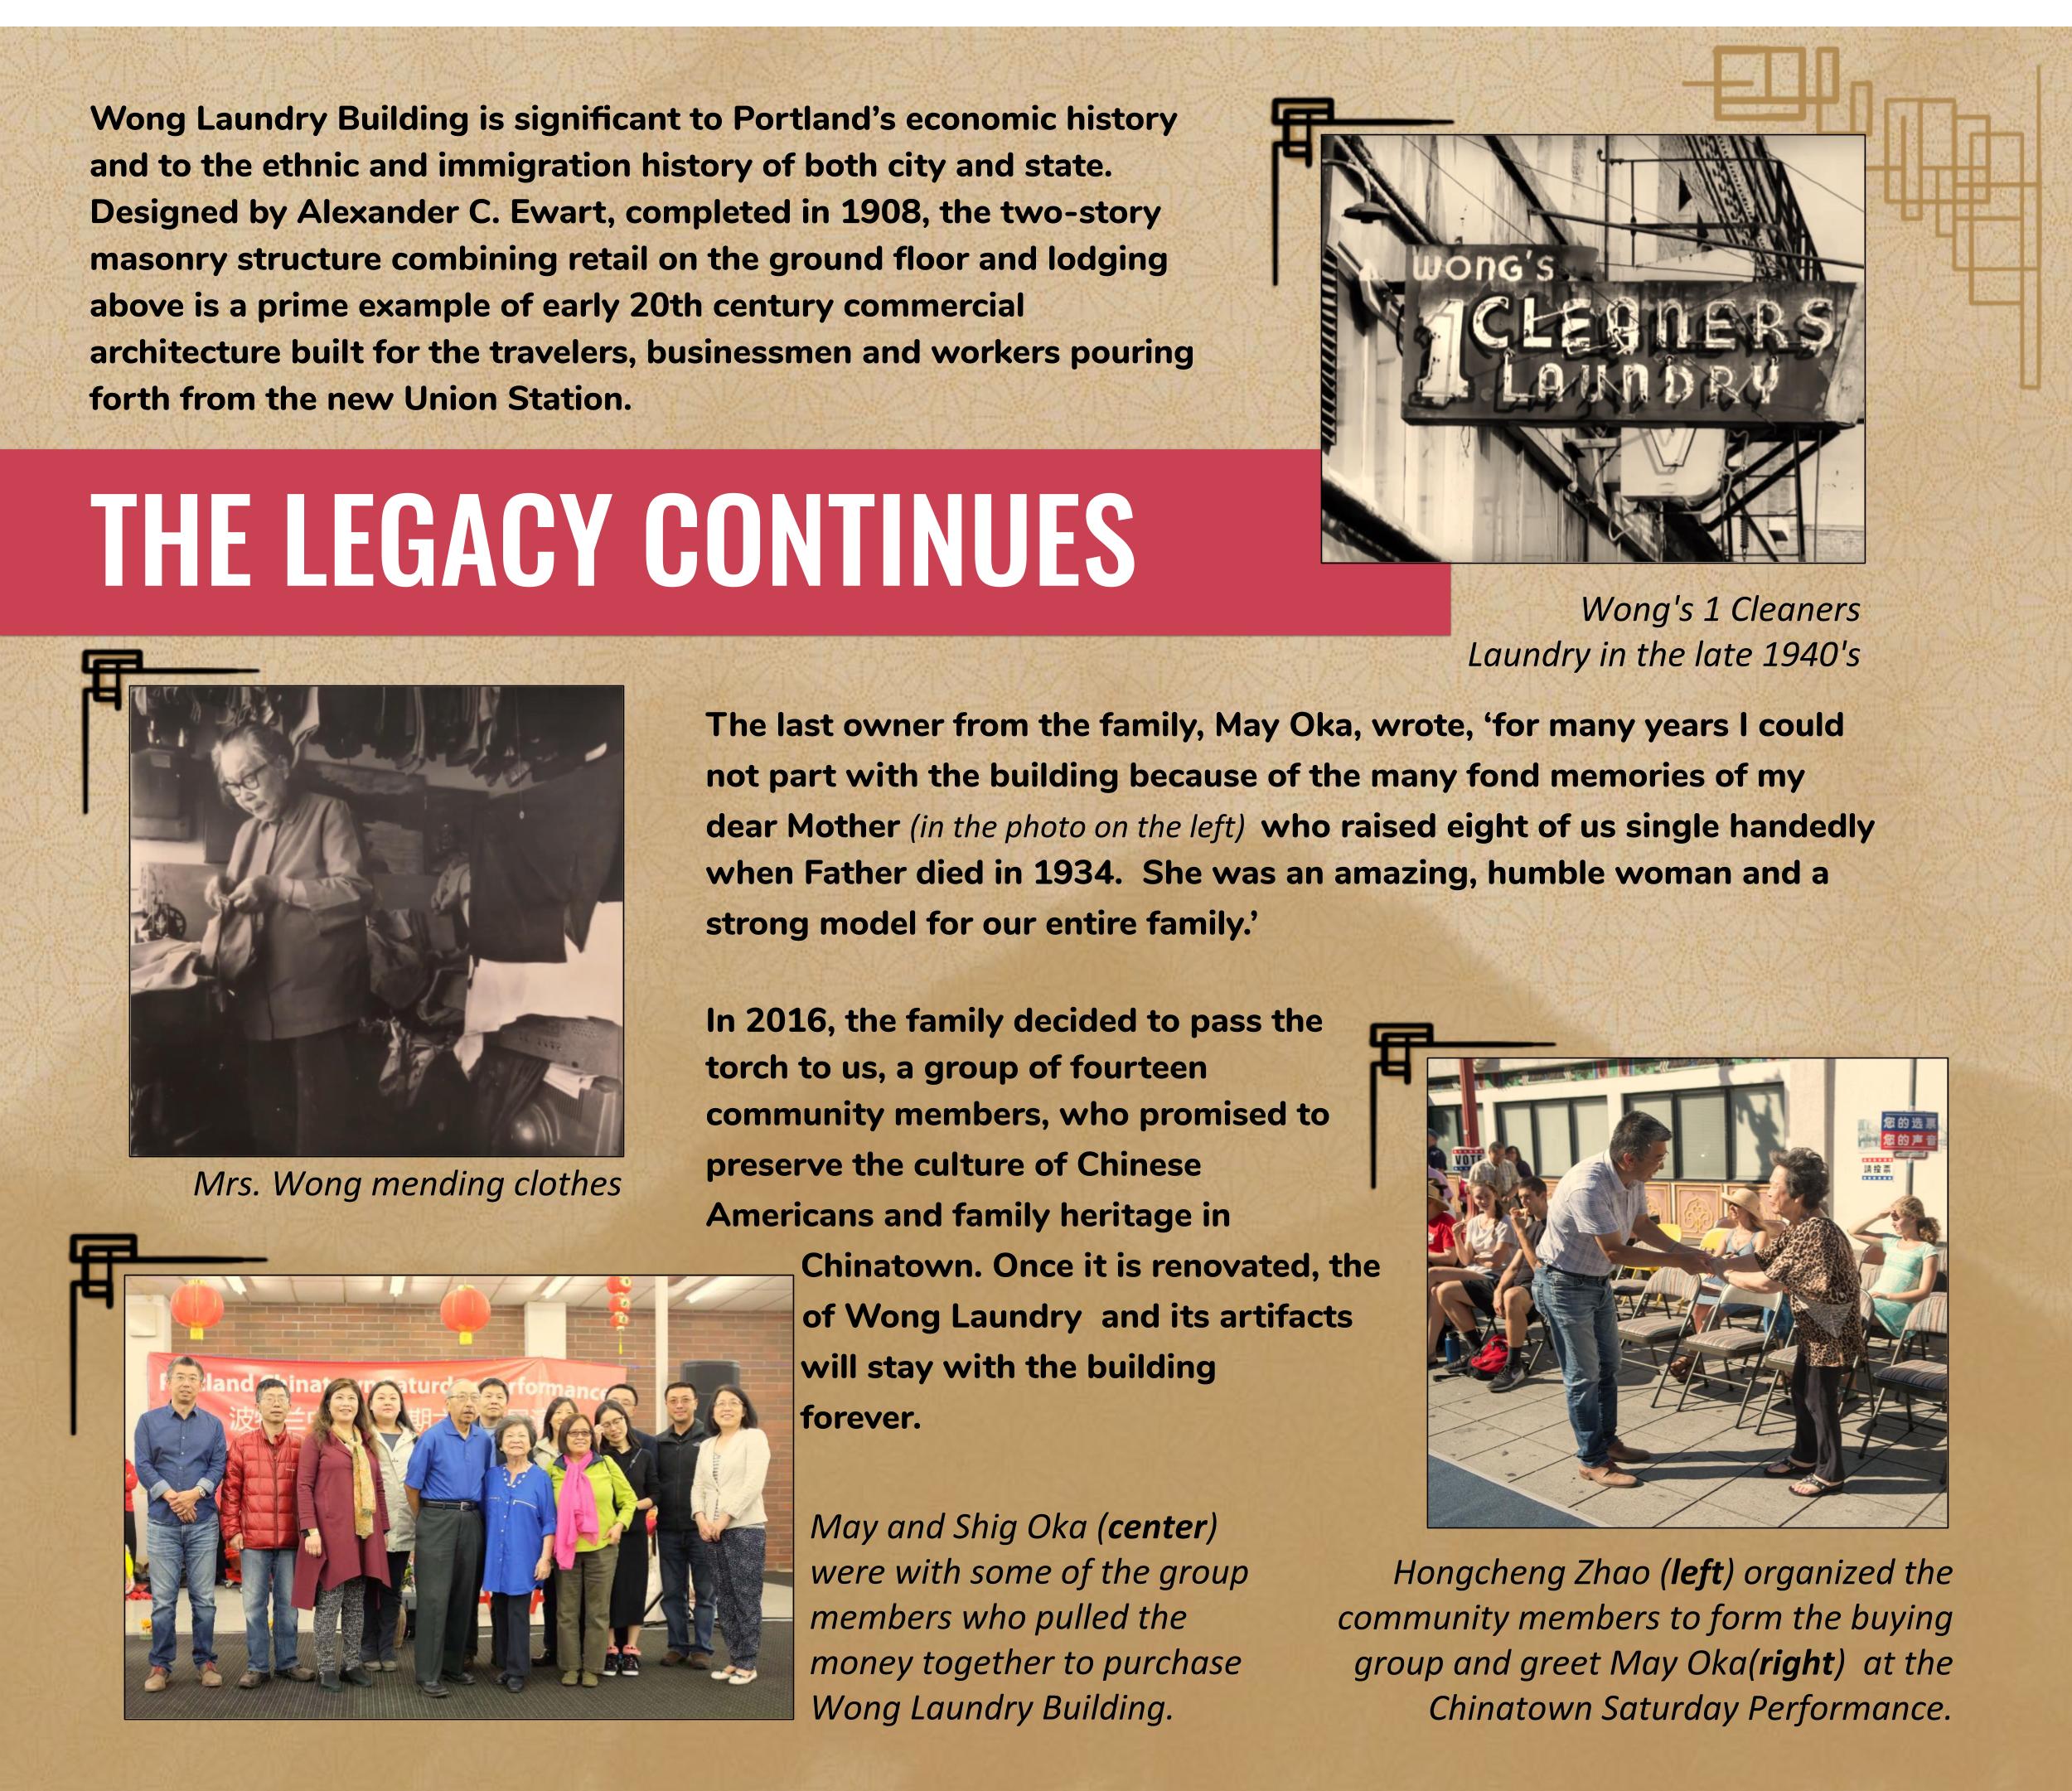 Wong Laundry Building is significant to Portland’s economic history
and to the ethnic and immigration history of both city and state.
Designed by Alexander C. Ewart, completed in 1908, the two-story
masonry structure combining retail on the ground floor and lodging
above is a prime example of early 20th century commercial
architecture built for the travelers, businessmen and workers pouring
forth from the new Union Station.
WONG'S
1 CLEANERS
LAUNDRY
THE LEGACY CONTINUES
Wong's 1 Cleaners
Laundry in the late 1940's
The last owner from the family, May Oka, wrote, ‘for many years I could
not part with the building because of the many fond memories of my
dear Mother (in the photo on the left) who raised eight of us single handedly
when Father died in 1934.  She was an amazing, humble woman and a
strong model for our entire family.’
Mrs. Wong mending clothes
In 2016, the family decided to pass the
torch to us, a group of fourteen
community members, who promised to
preserve the culture of Chinese
Americans and family heritage in
Chinatown. Once it is renovated, the
of Wong Laundry  and its artifacts
will stay with the building
forever.
您的选票
您的声音
VOTE
請投票
May and Shig Oka (center)
were with some of the group
members who pulled the
money together to purchase
Wong Laundry Building.
Hongcheng Zhao (left) organized the
community members to form the buying
group and greet May Oka(right)  at the
Chinatown Saturday Performance.